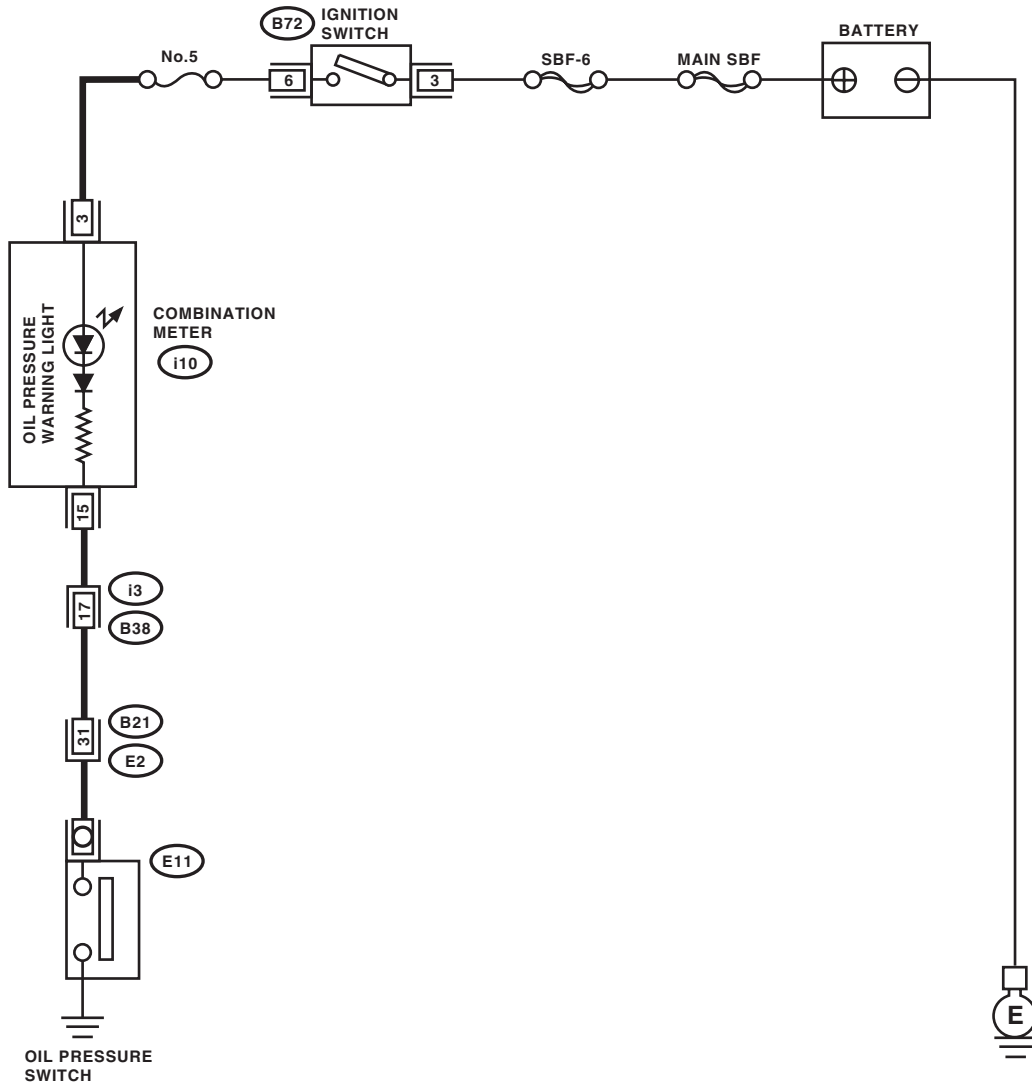 B72
IGNITION
SWITCH
BATTERY
No.5
SBF-6
MAIN SBF
6
3
3
OIL PRESSURE
WARNING LIGHT
COMBINATION
METER
i10
15
17
i3
B38
31
B21
E2
E11
E
OIL PRESSURE
SWITCH